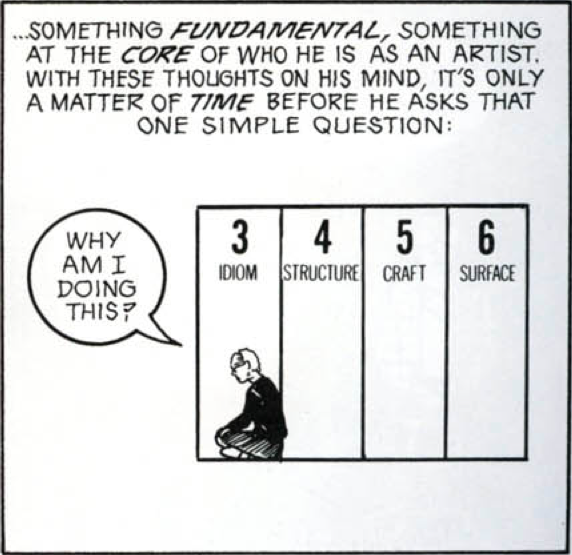 ...SOMETHING FUNDAMENTAL, SOMETHING
AT THE CORE OF WHO HE IS AS AN ARTIST.
WITH THESE THOUGHTS ON HIS MIND, IT'S ONLY
A MATTER OF TIME BEFORE HE ASKS THAT
ONE SIMPLE QUESTION:
WHY
AM I
DOING
THIS?
3 4 5 6
IDIOM STRUCTURE CRAFT SURFACE